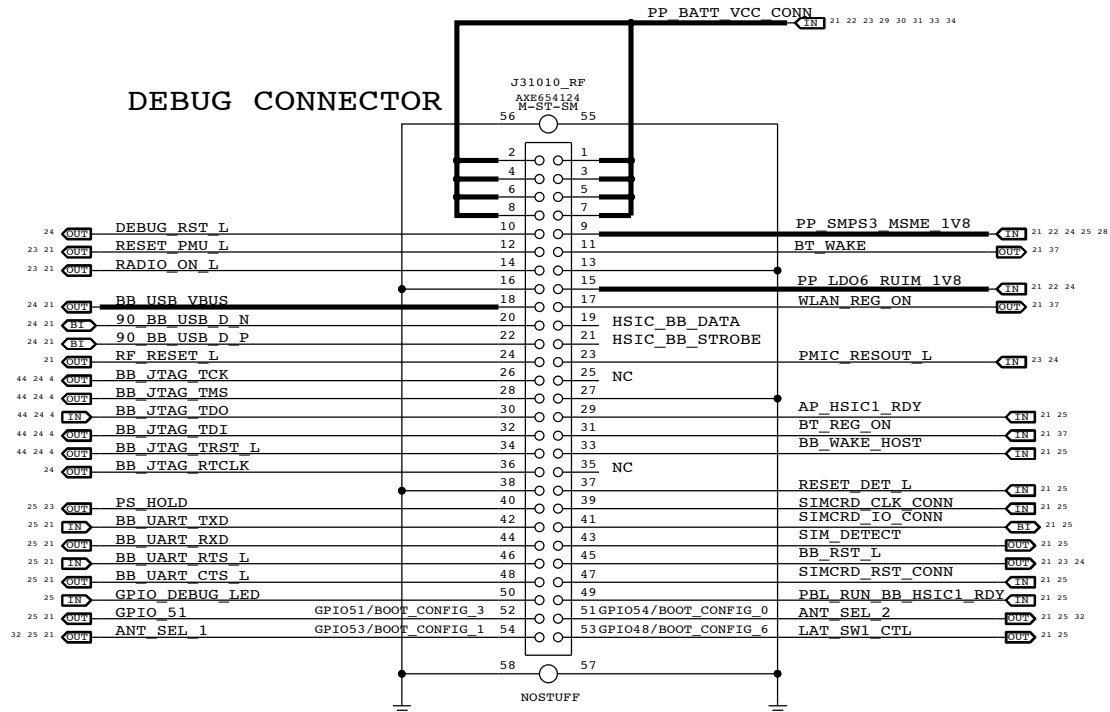 PP_BATT_VCC_CONN IN 21 22 23 29 30 31 33 34
J31010_RF
DEBUG CONNECTOR
AXE654124
M-ST-SM
56 55
2 1
4 3
6 5
8 7
24 OUT DEBUG_RST_L 10 9 PP_SMPS3_MSME_1V8 IN 21 22 24 25 28
23 21 OUT RESET_PMU_L 12 11 BT_WAKE OUT 21 37
23 21 OUT RADIO_ON_L 14 13
16 15 PP_LDO6_RUIM_1V8 IN 21 22 24
24 21 OUT BB_USB_VBUS 18 17 WLAN_REG_ON OUT 21 37
24 21 BI 90_BB_USB_D_N 20 19 HSIC_BB_DATA
24 21 BI 90_BB_USB_D_P 22 21 HSIC_BB_STROBE
21 OUT RF_RESET_L 24 23 PMIC_RESOUT_L IN 23 24
44 24 4 OUT BB_JTAG_TCK 26 25 NC
44 24 4 OUT BB_JTAG_TMS 28 27
44 24 4 IN BB_JTAG_TDO 30 29 AP_HSIC1_RDY IN 21 25
44 24 4 OUT BB_JTAG_TDI 32 31 BT_REG_ON IN 21 37
44 24 4 OUT BB_JTAG_TRST_L 34 33 BB_WAKE_HOST IN 21 25
24 OUT BB_JTAG_RTCLK 36 35 NC
38 37 RESET_DET_L IN 21 25
25 23 OUT PS_HOLD 40 39 SIMCRD_CLK_CONN IN 21 25
25 21 IN BB_UART_TXD 42 41 SIMCRD_IO_CONN BI 21 25
25 21 OUT BB_UART_RXD 44 43 SIM_DETECT OUT 21 25
25 21 IN BB_UART_RTS_L 46 45 BB_RST_L OUT 21 23 24
25 21 OUT BB_UART_CTS_L 48 47 SIMCRD_RST_CONN IN 21 25
25 IN GPIO_DEBUG_LED 50 49 PBL_RUN_BB_HSIC1_RDY IN 21 25
25 21 OUT GPIO_51 GPIO51/BOOT_CONFIG_3 52 51 GPIO54/BOOT_CONFIG_0 ANT_SEL_2 OUT 21 25 32
32 25 21 OUT ANT_SEL_1 GPIO53/BOOT_CONFIG_1 54 53 GPIO48/BOOT_CONFIG_6 LAT_SW1_CTL OUT 21 25
58 57
NOSTUFF